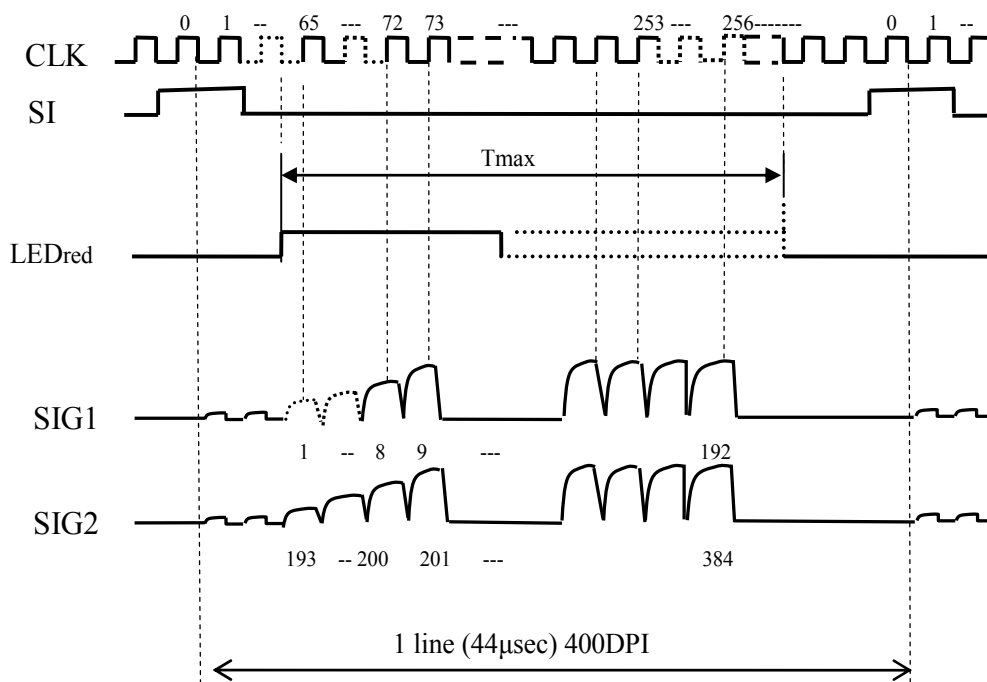 0 1 -- 65 --- 72 73 --- 253 --- 256------- 0 1 --
CLK
SI
Tmax
LEDred
SIG1
1 -- 8 9 --- 192
SIG2
193 -- 200 201 --- 384
1 line (44μsec) 400DPI